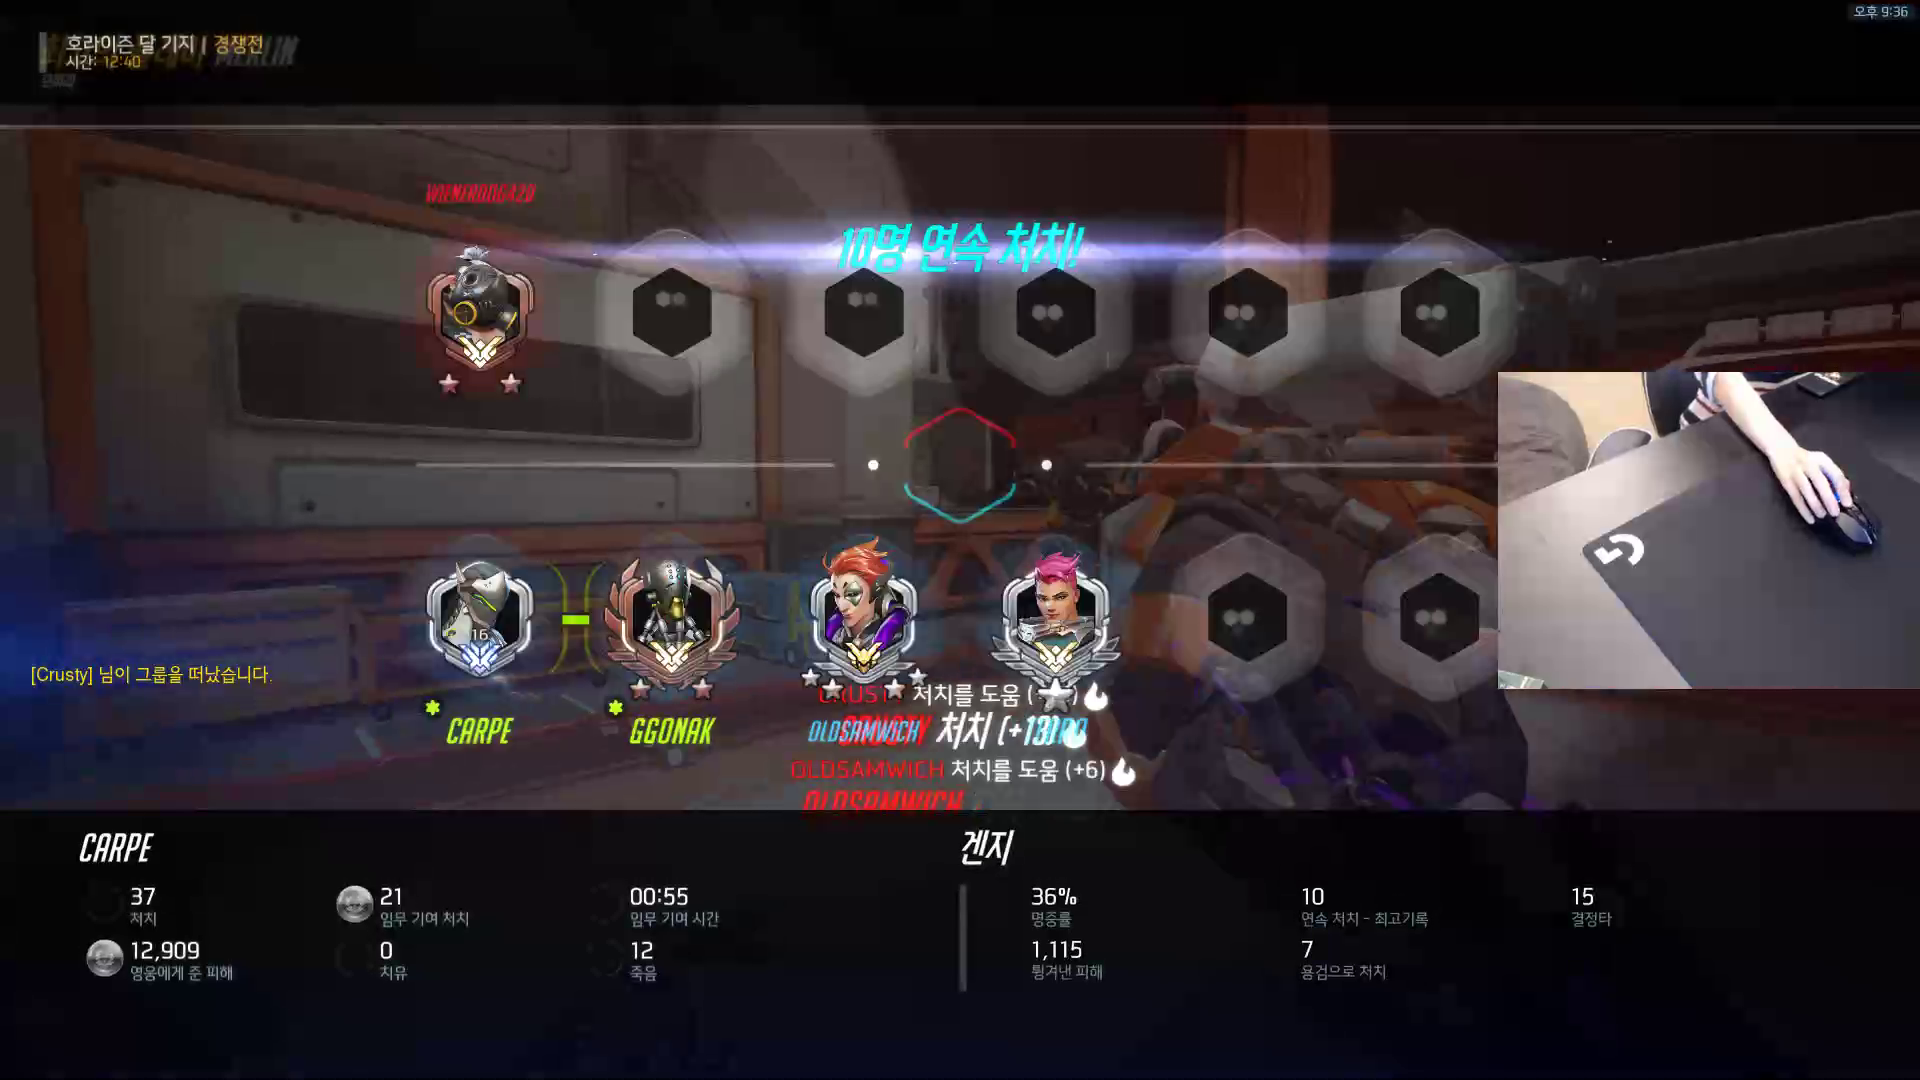 오후 9:36
호라이즌 달 기지 | 경쟁전
시간: 12:40
WIENERDOG420
10명 연속 처치!
16
[Crusty] 님이 그룹을 떠났습니다.
CRUSTY 처치를 도움
CARPE
GGONAK
OLDSAMWICH
CRUSTY 처치 (+13)
OLDSAMWICH 처치를 도움 (+6)
OLDSAMWICH
CARPE
겐지
37
처치
21
임무 기여 처치
00:55
임무 기여 시간
36%
명중률
10
연속 처치 - 최고기록
15
결정타
12,909
영웅에게 준 피해
0
치유
12
죽음
1,115
튕겨낸 피해
7
용검으로 처치